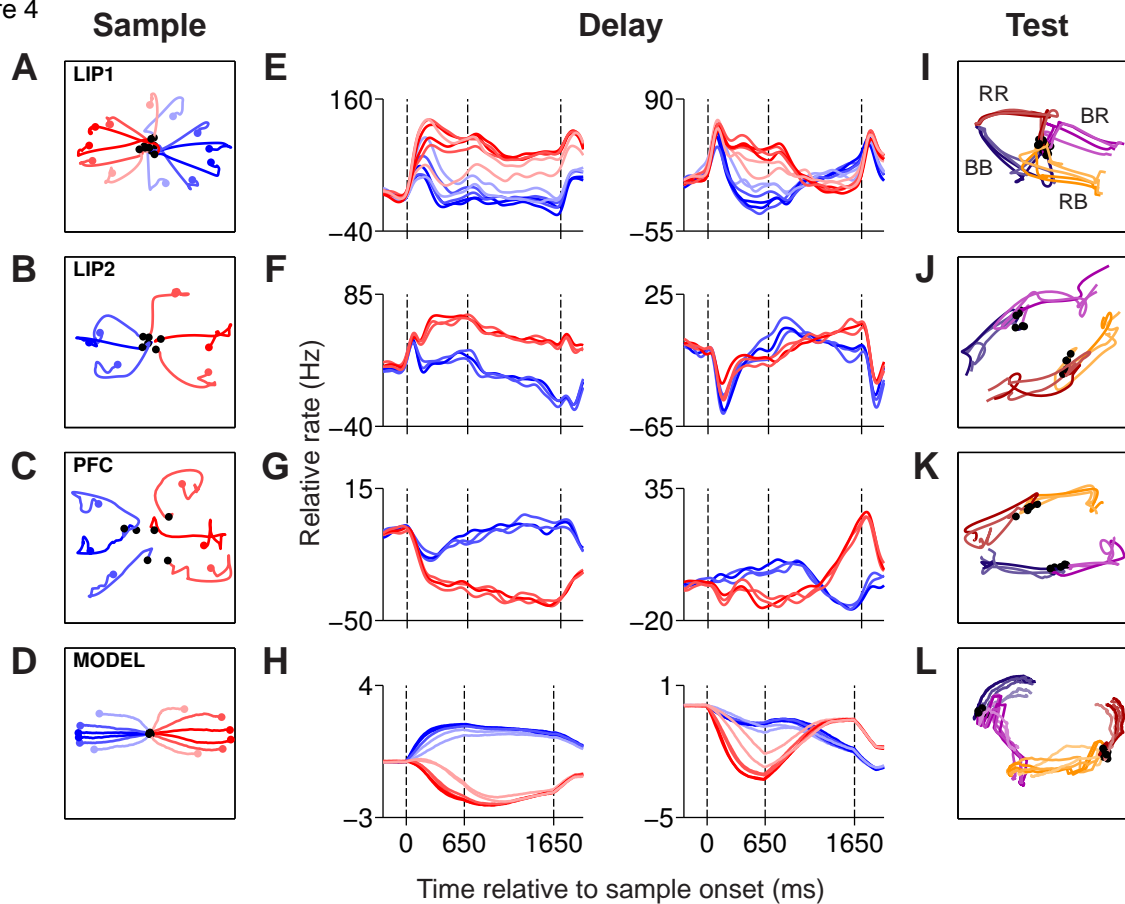 re 4
Sample
Delay
Test
A
LIP1
E
160
−40
90
−55
I
RR
BR
BB
RB
B
LIP2
F
85
−40
25
−65
J
Relative rate (Hz)
C
PFC
G
15
−50
35
−20
K
D
MODEL
H
4
−3
1
−5
L
0 650 1650
0 650 1650
Time relative to sample onset (ms)